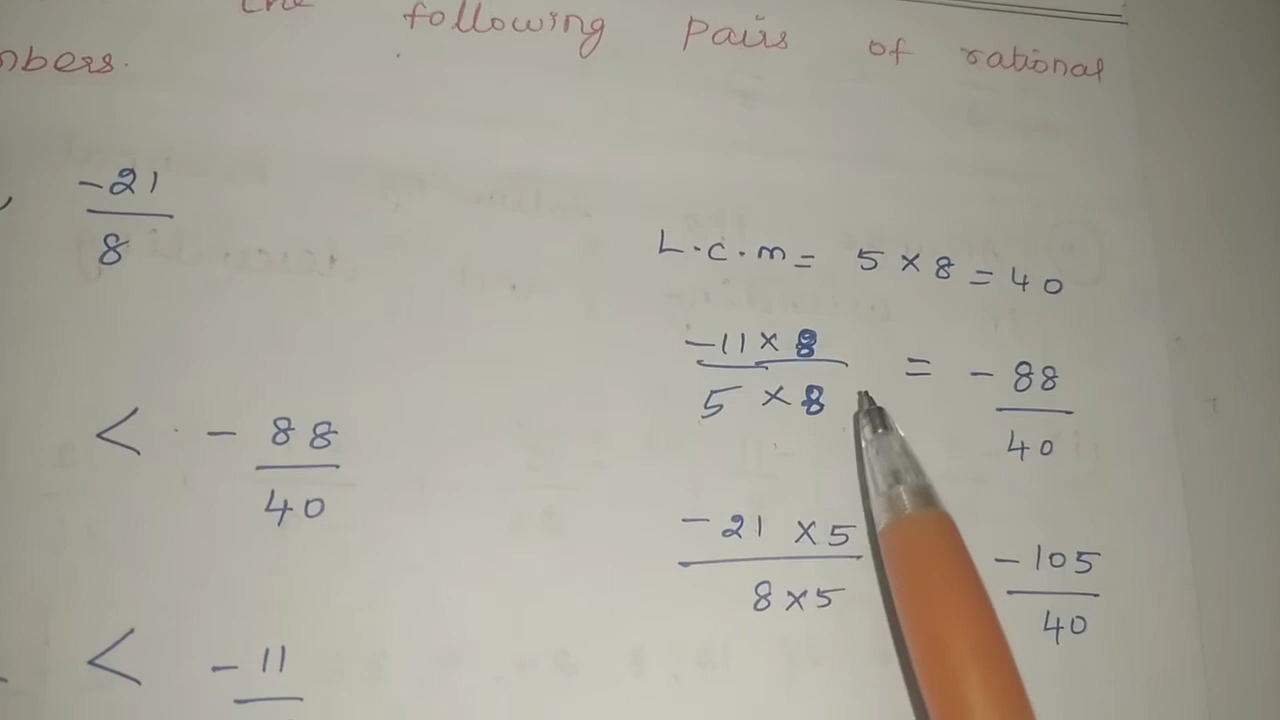 the following pairs of rational
nbers.
-21
8
L.c.m = 5 × 8 = 40
-11 × 8 = - 88
5 × 8 40
< - 88
40
-21 × 5 -105
8 × 5 40
< - 11